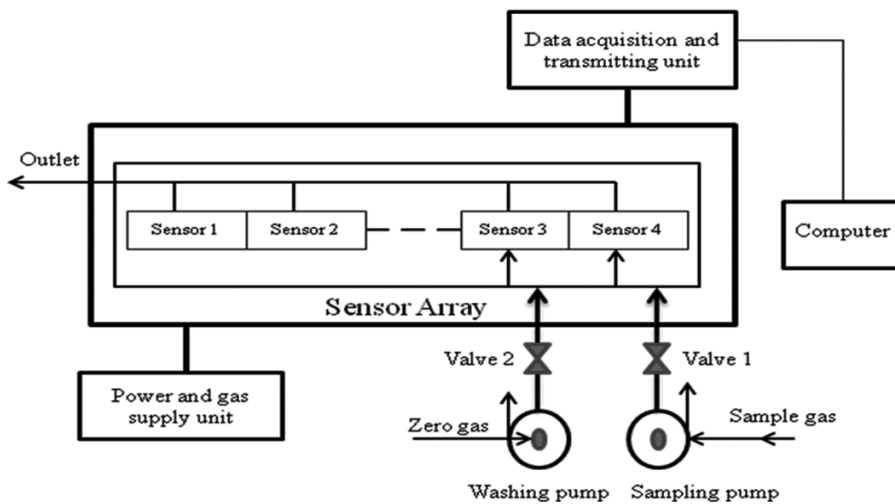 Data acquisition and
transmitting unit
Outlet
Sensor 1
Sensor 2
Sensor 3
Sensor 4
Computer
Sensor Array
Valve 2
Valve 1
Power and gas
supply unit
Zero gas
Sample gas
Washing pump
Sampling pump